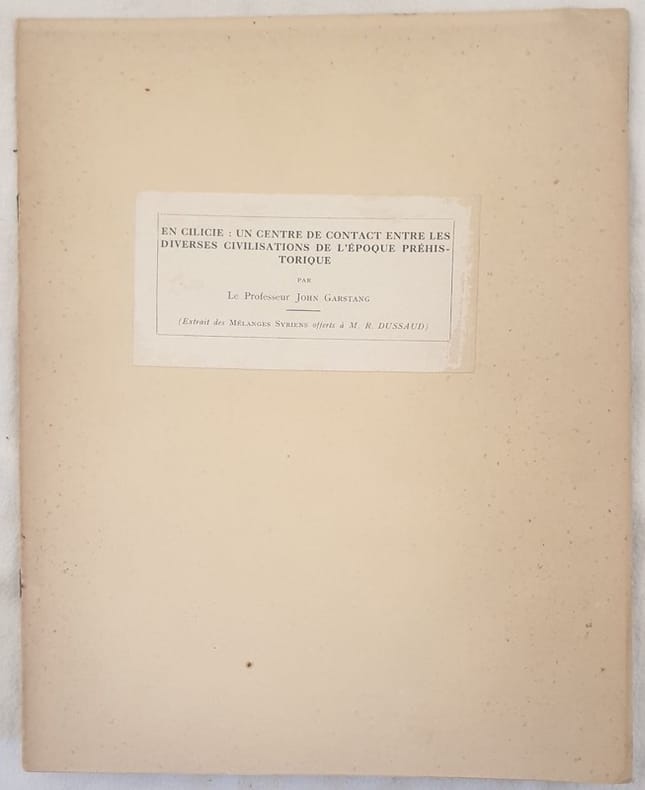 EN CILICIE : UN CENTRE DE CONTACT ENTRE LES
DIVERSES CIVILISATIONS DE L'ÉPOQUE PRÉHIS-
TORIQUE
PAR
Le Professeur JOHN GARSTANG
(Extrait des MÉLANGES SYRIENS offerts à M. R. DUSSAUD)